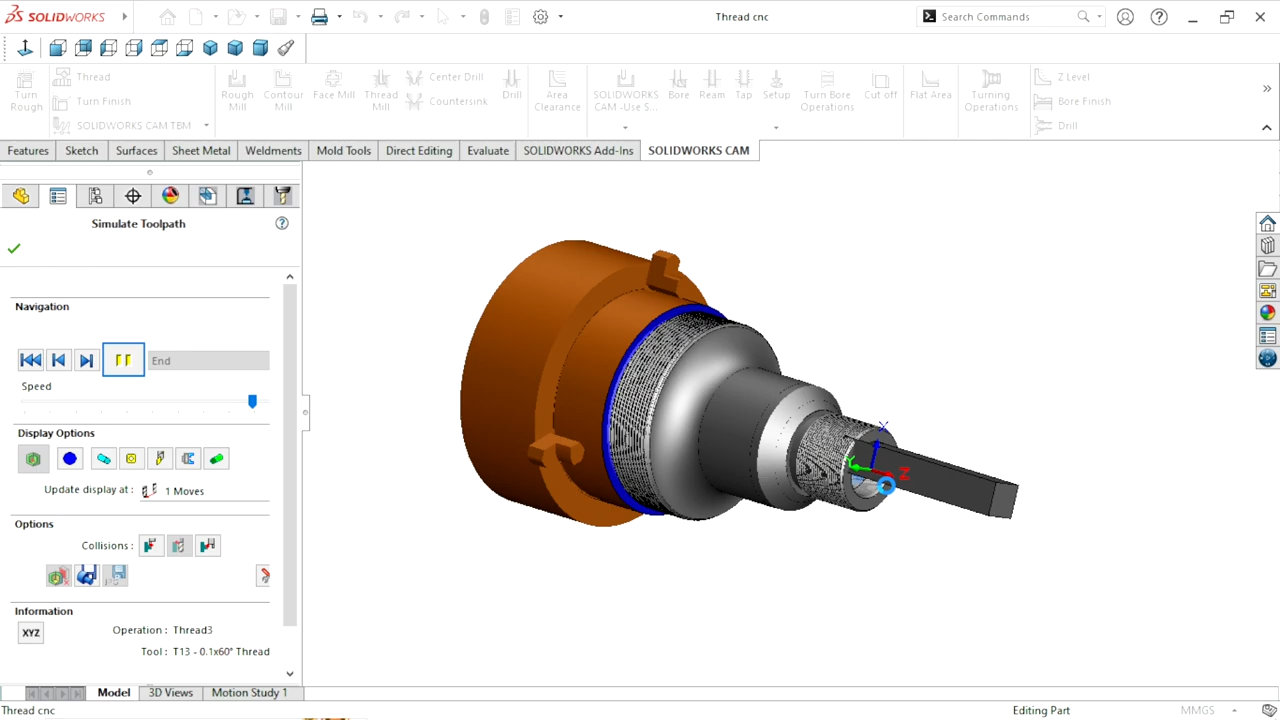 SOLIDWORKS
Thread cnc
Search Commands
Turn Rough
Thread
Turn Finish
SOLIDWORKS CAM TBM
Rough Mill
Contour Mill
Face Mill
Thread Mill
Center Drill
Countersink
Drill
Area Clearance
SOLIDWORKS CAM -Use S...
Bore
Ream
Tap
Setup
Turn Bore Operations
Cut off
Flat Area
Turning Operations
Z Level
Bore Finish
Drill
Features
Sketch
Surfaces
Sheet Metal
Weldments
Mold Tools
Direct Editing
Evaluate
SOLIDWORKS Add-Ins
SOLIDWORKS CAM
Simulate Toolpath
Navigation
End
Speed
Display Options
Update display at : 1 Moves
Options
Collisions :
Information
XYZ
Operation : Thread3
Tool : T13 - 0.1x60° Thread
X
Y
Z
Model
3D Views
Motion Study 1
Thread cnc
Editing Part
MMGS